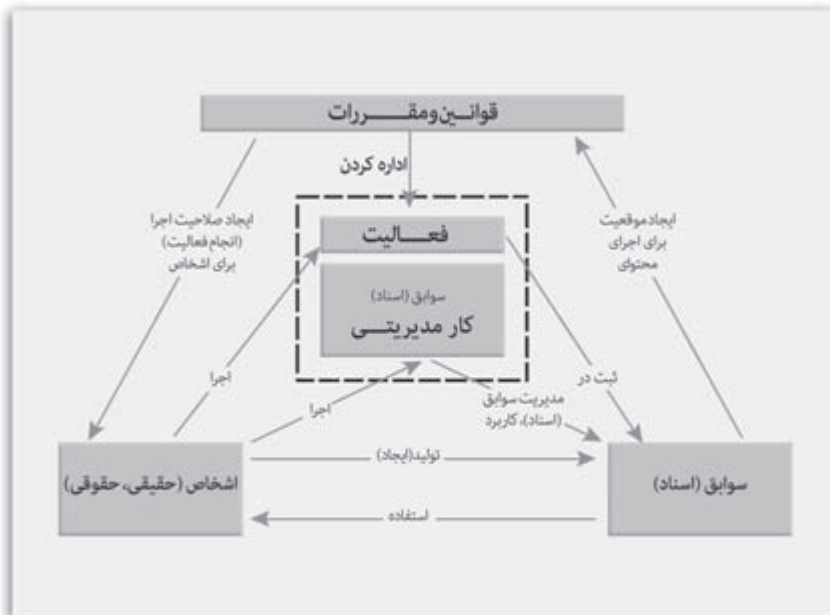 قوانین و مقررات
اداره کردن
ایجاد صلاحیت اجرا
(انجام فعالیت)
برای اشخاص
ایجاد موقعیت
برای اجرای
محتوای
فعالیت
سوابق (اسناد)
کار مدیریتی
اجرا
اجرا
ثبت در
مدیریت سوابق
(اسناد)، کاربرد
اشخاص (حقیقی، حقوقی)
تولید(ایجاد)
سوابق (اسناد)
استفاده